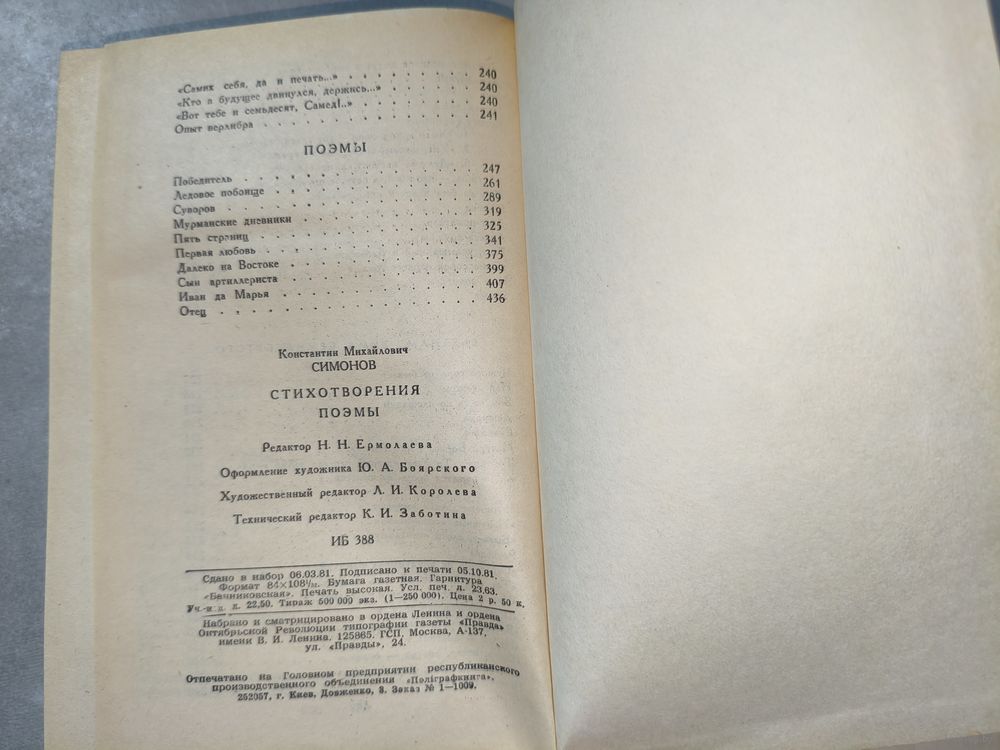 «Самих себя, да и печать...» . . . . . . . . . 240
«Кто в будущее двинулся, держись...» . . . . . . 240
«Вот тебе и семьдесят, Самед!..» . . . . . . . . 240
Опыт верлибра . . . . . . . . . . . . . . 241
ПОЭМЫ
Победитель . . . . . . . . . . . . . . . 247
Ледовое побоище . . . . . . . . . . . . . 261
Суворов . . . . . . . . . . . . . . . . 289
Мурманские дневники . . . . . . . . . . . 319
Пять страниц . . . . . . . . . . . . . . 325
Первая любовь . . . . . . . . . . . . . . 341
Далеко на Востоке . . . . . . . . . . . . 375
Сын артиллериста . . . . . . . . . . . . . 399
Иван да Марья . . . . . . . . . . . . . . 407
Отец . . . . . . . . . . . . . . . . . 436
Константин Михайлович
СИМОНОВ
СТИХОТВОРЕНИЯ
ПОЭМЫ
Редактор Н. Н. Ермолаева
Оформление художника Ю. А. Боярского
Художественный редактор Л. И. Королева
Технический редактор К. И. Заботина
ИБ 388
Сдано в набор 06.03.81. Подписано к печати 05.10.81.
Формат 84×108¹/₃₂. Бумага газетная. Гарнитура
«Банниковская». Печать высокая. Усл. печ. л. 23,63.
Уч.-изд. л. 22,50. Тираж 500 000 экз. (1—250 000). Цена 2 р. 50 к.
Набрано и сматрицировано в ордена Ленина и ордена
Октябрьской Революции типографии газеты «Правда»
имени В. И. Ленина, 125865. ГСП, Москва, А-137,
ул. «Правды», 24.
Отпечатано на Головном предприятии республиканского
производственного объединения «Полiграфкнига»,
252057, г. Киев, Довженко, 3. Заказ № 1—1009.